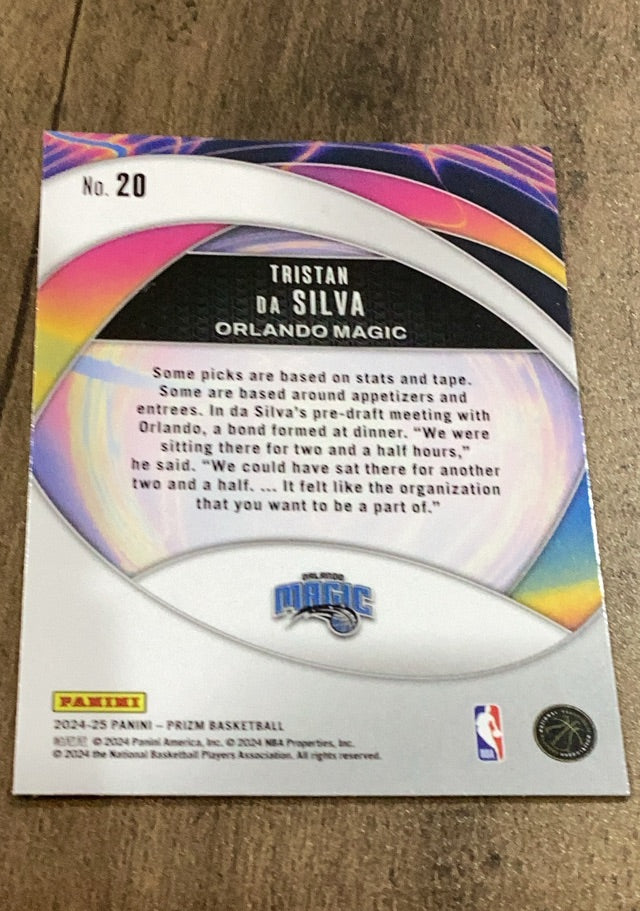 No. 20
TRISTAN
DA SILVA
ORLANDO MAGIC
Some picks are based on stats and tape.
Some are based around appetizers and
entrees. In da Silva's pre-draft meeting with
Orlando, a bond formed at dinner. “We were
sitting there for two and a half hours,”
he said. “We could have sat there for another
two and a half. ... It felt like the organization
that you want to be a part of.”
ORLANDO
MAGIC
PANINI
2024-25 PANINI – PRIZM BASKETBALL
© 2024 Panini America, Inc. © 2024 NBA Properties, Inc.
© 2024 the National Basketball Players Association. All rights reserved.
NBA